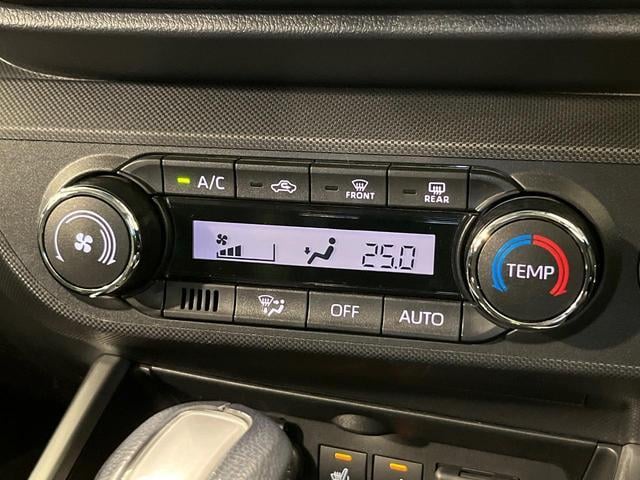 A/C
FRONT
REAR
25.0
TEMP
OFF
AUTO